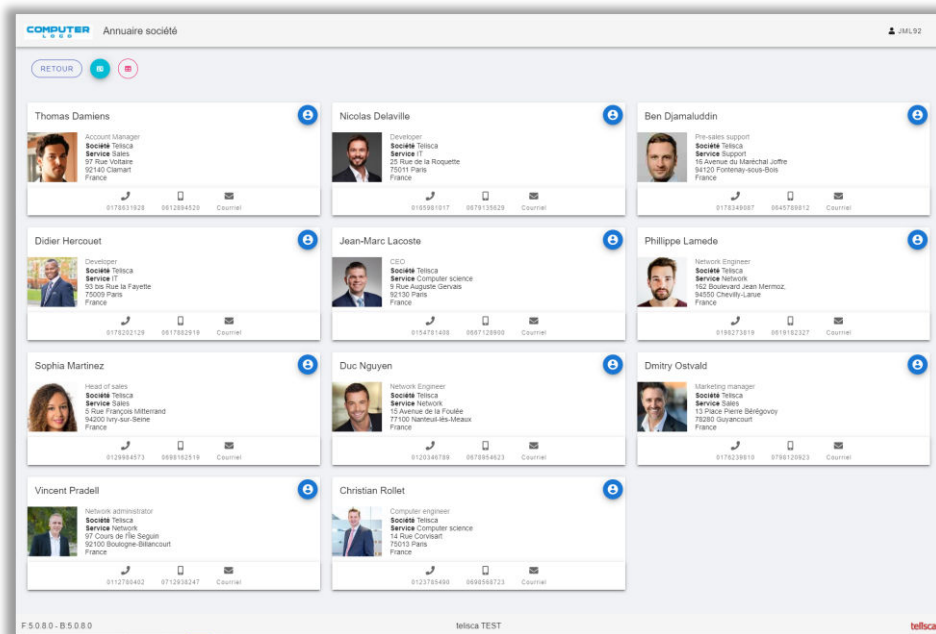 COMPUTER
LOGO
Annuaire société
JML92
RETOUR
Thomas Damiens
Account Manager
Société Telisca
Service Sales
97 Rue Voltaire
92140 Clamart
France
0178631928 0612894529 Courriel
Nicolas Delaville
Developer
Société Telisca
Service IT
25 Rue de la Roquette
75011 Paris
France
0165981017 0679135629 Courriel
Ben Djamaluddin
Pre-sales support
Société Telisca
Service Support
16 Avenue du Maréchal Joffre
94120 Fontenay-sous-Bois
France
0178349087 0645789012 Courriel
Didier Hercouet
Developer
Société Telisca
Service IT
93 bis Rue la Fayette
75009 Paris
France
0178202129 0617882919 Courriel
Jean-Marc Lacoste
CEO
Société Telisca
Service Computer science
9 Rue Auguste Gervais
92130 Paris
France
0154781408 0687128900 Courriel
Phillippe Lamede
Network Engineer
Société Telisca
Service Network
162 Boulevard Jean Mermoz,
94550 Chevilly-Larue
France
0198273819 0619182327 Courriel
Sophia Martinez
Head of sales
Société Telisca
Service Sales
5 Rue François Mitterrand
94200 Ivry-sur-Seine
France
0129984573 0698162519 Courriel
Duc Nguyen
Network Engineer
Société Telisca
Service Network
15 Avenue de la Foulée
77100 Nanteuil-lès-Meaux
France
0120346789 0678954623 Courriel
Dmitry Ostvald
Marketing manager
Société Telisca
Service Sales
13 Place Pierre Bérégovoy
78280 Guyancourt
France
0176239810 0798120923 Courriel
Vincent Pradell
Network administrator
Société Telisca
Service Network
97 Cours de l'Île Seguin
92100 Boulogne-Billancourt
France
0112780402 0712938247 Courriel
Christian Rollet
Computer engineer
Société Telisca
Service Computer science
14 Rue Corvisart
75013 Paris
France
0123785490 0698568723 Courriel
F 5.0.8.0 - B 5.0.8.0
telisca TEST
telisca